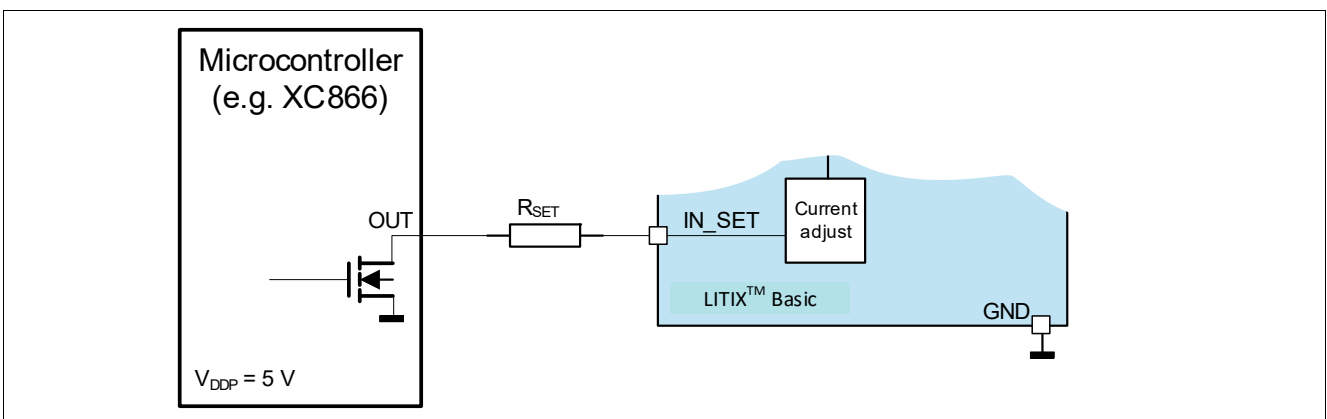 Microcontroller
(e.g. XC866)
OUT
RSET
IN_SET
Current
adjust
LITIX™ Basic
GND
VDDP = 5 V